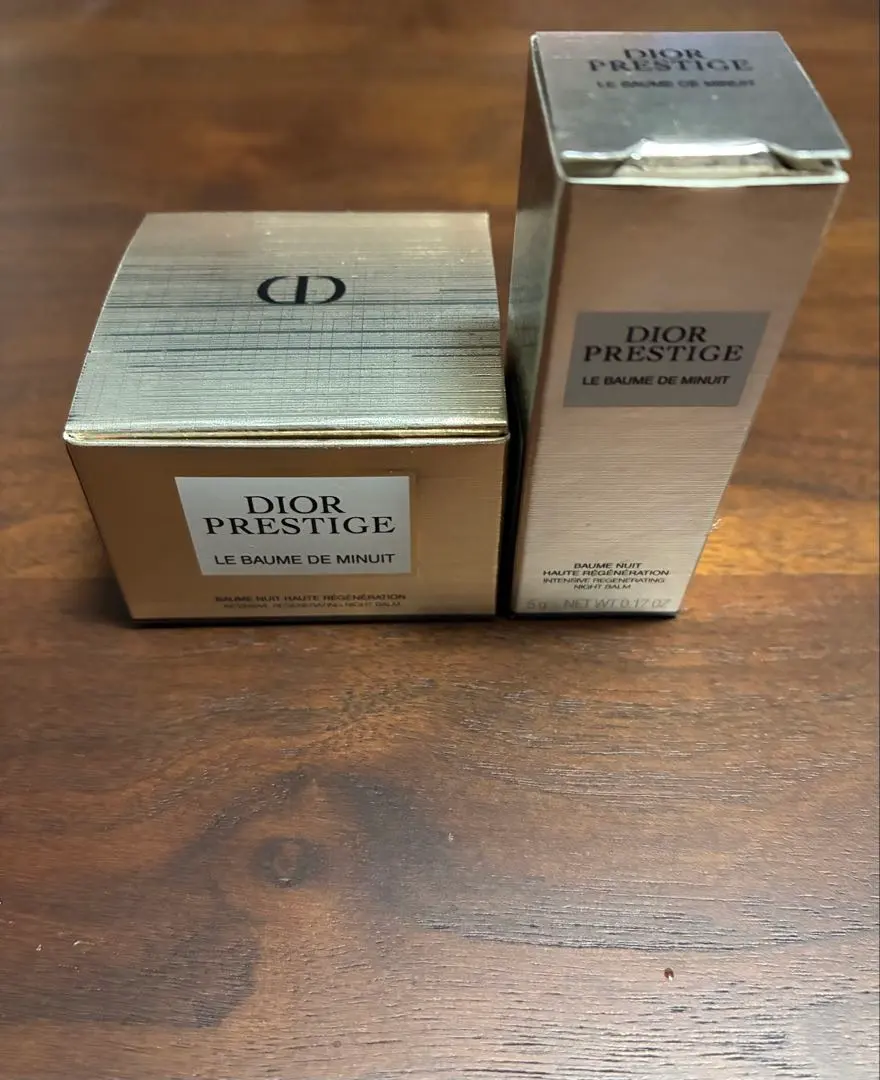 CD
DIOR
PRESTIGE
LE BAUME DE MINUIT
BAUME NUIT HAUTE RÉGÉNÉRATION
INTENSIVE REGENERATING NIGHT BALM
DIOR
PRESTIGE
LE BAUME DE MINUIT
DIOR
PRESTIGE
LE BAUME DE MINUIT
BAUME NUIT
HAUTE RÉGÉNÉRATION
INTENSIVE REGENERATING
NIGHT BALM
5 g NET WT 0.17 OZ